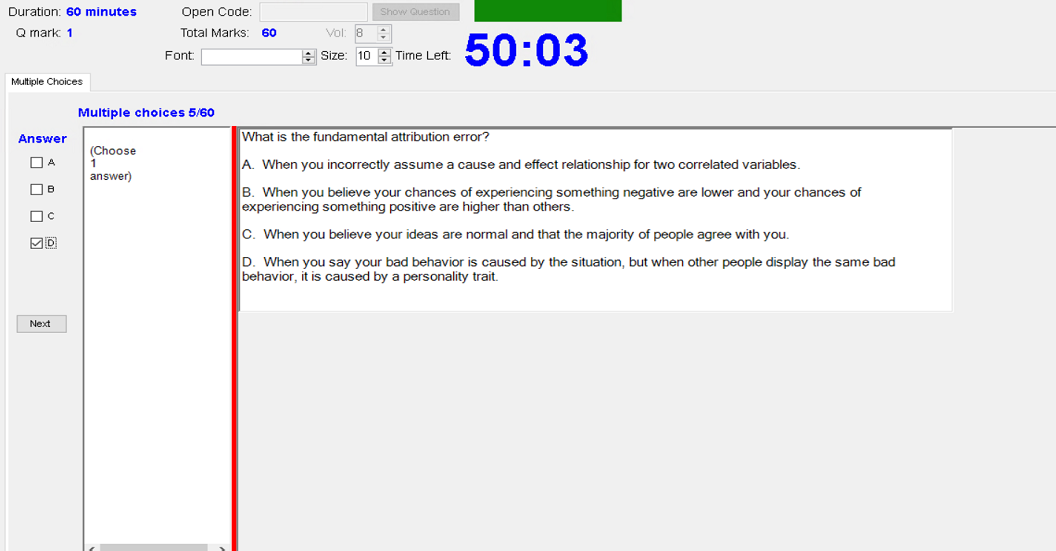 Duration: 60 minutes
Open Code:
Show Question
Q mark: 1
Total Marks: 60
Vol: 8
Font:
Size: 10
Time Left:
50:03
Multiple Choices
Multiple choices 5/60
Answer
A
B
C
D
Next
(Choose
1
answer)
What is the fundamental attribution error?
A. When you incorrectly assume a cause and effect relationship for two correlated variables.
B. When you believe your chances of experiencing something negative are lower and your chances of
experiencing something positive are higher than others.
C. When you believe your ideas are normal and that the majority of people agree with you.
D. When you say your bad behavior is caused by the situation, but when other people display the same bad
behavior, it is caused by a personality trait.